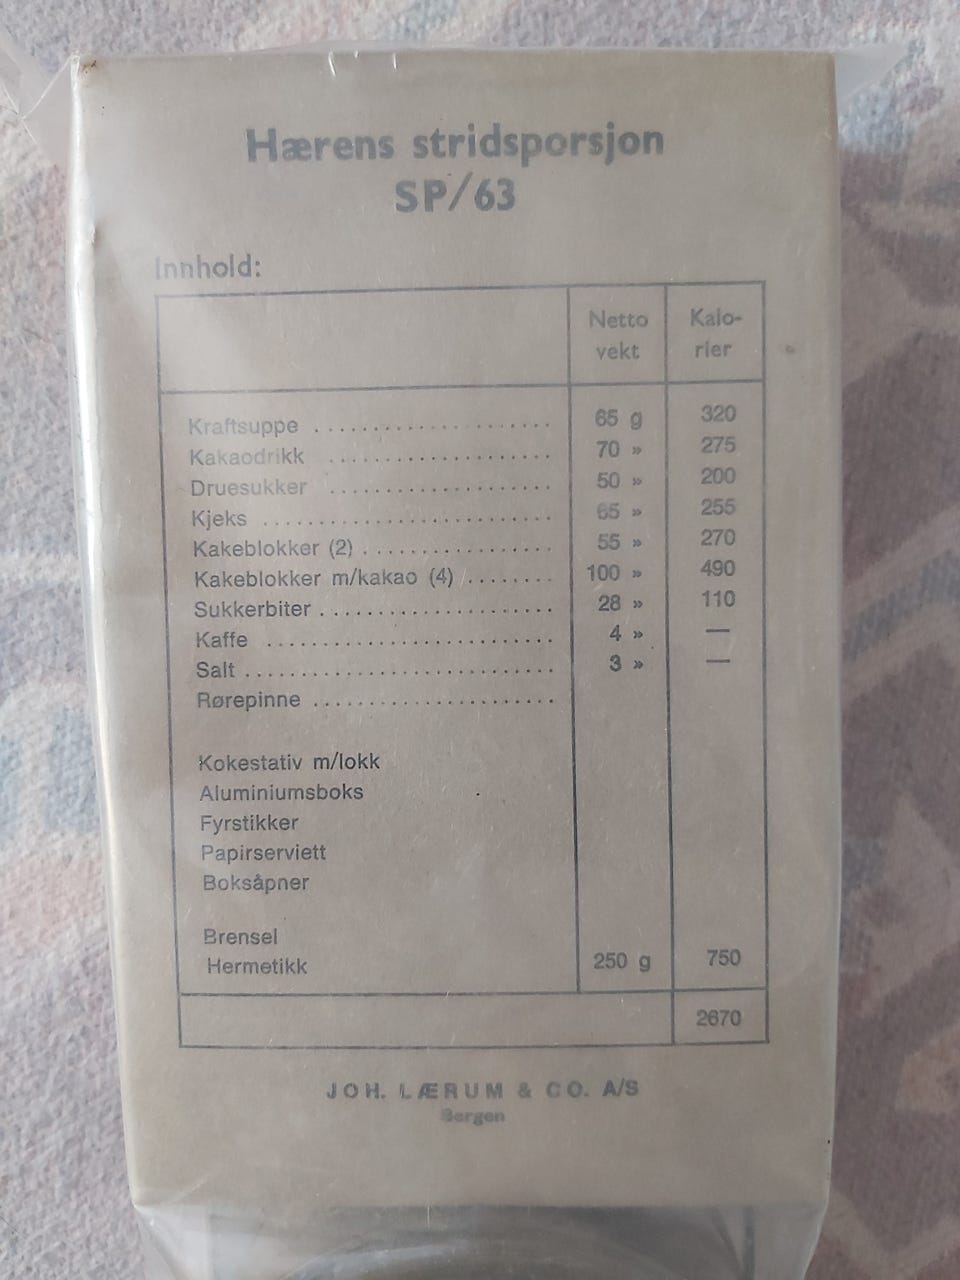 Hærens stridsporsjon
SP/63
Innhold:
Netto vekt Kalo-rier
Kraftsuppe .......................... 65 g 320
Kakaodrikk ........................ 70 » 275
Druesukker ........................ 50 » 200
Kjeks ................................ 65 » 255
Kakeblokker (2) .................... 55 » 270
Kakeblokker m/kakao (4) ......... 100 » 490
Sukkerbiter ......................... 28 » 110
Kaffe ................................ 4 » —
Salt .................................. 3 » —
Rørepinne ..........................
Kokestativ m/lokk
Aluminiumsboks
Fyrstikker
Papirserviett
Boksåpner
Brensel
Hermetikk 250 g 750
2670
JOH. LÆRUM & CO. A/S
Bergen